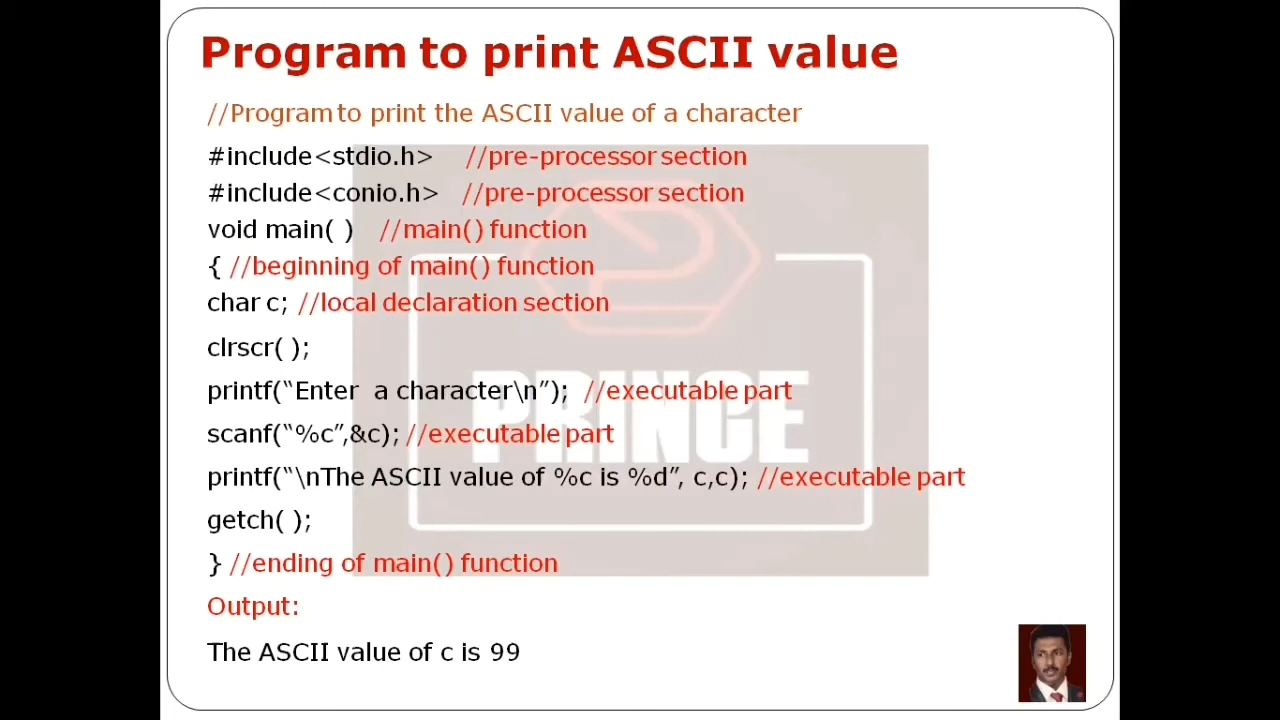 Program to print ASCII value
//Program to print the ASCII value of a character
#include<stdio.h> //pre-processor section
#include<conio.h> //pre-processor section
void main( ) //main() function
{ //beginning of main() function
char c; //local declaration section
clrscr( );
printf(“Enter a character\n”); //executable part
scanf(“%c”,&c); //executable part
printf(“\nThe ASCII value of %c is %d”, c,c); //executable part
getch( );
} //ending of main() function
Output:
The ASCII value of c is 99
PRINCE